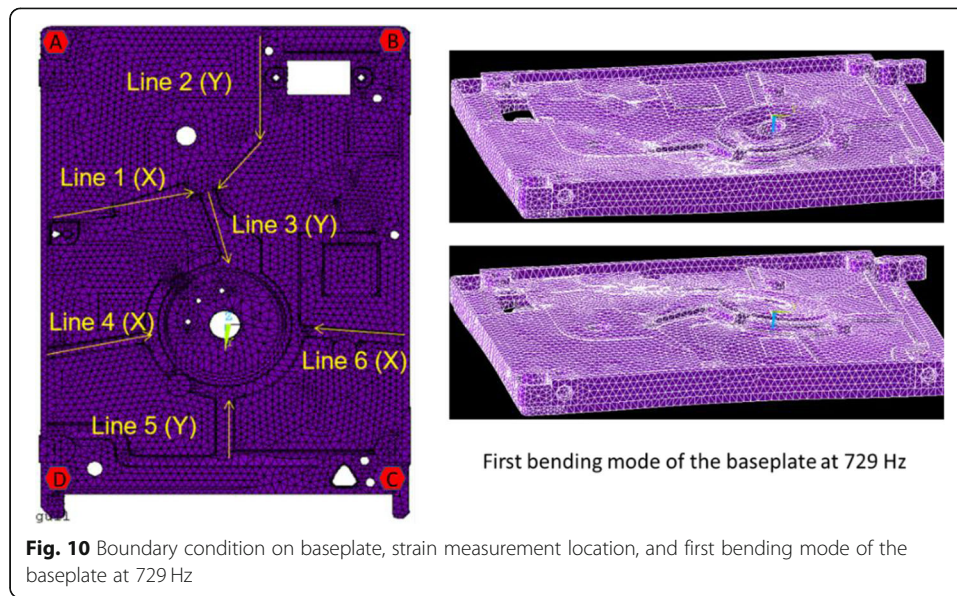 A
B
Line 2 (Y)
Line 1 (X)
Line 3 (Y)
Line 4 (X)
Line 6 (X)
Line 5 (Y)
D
C
First bending mode of the baseplate at 729 Hz
Fig. 10 Boundary condition on baseplate, strain measurement location, and first bending mode of the
baseplate at 729 Hz